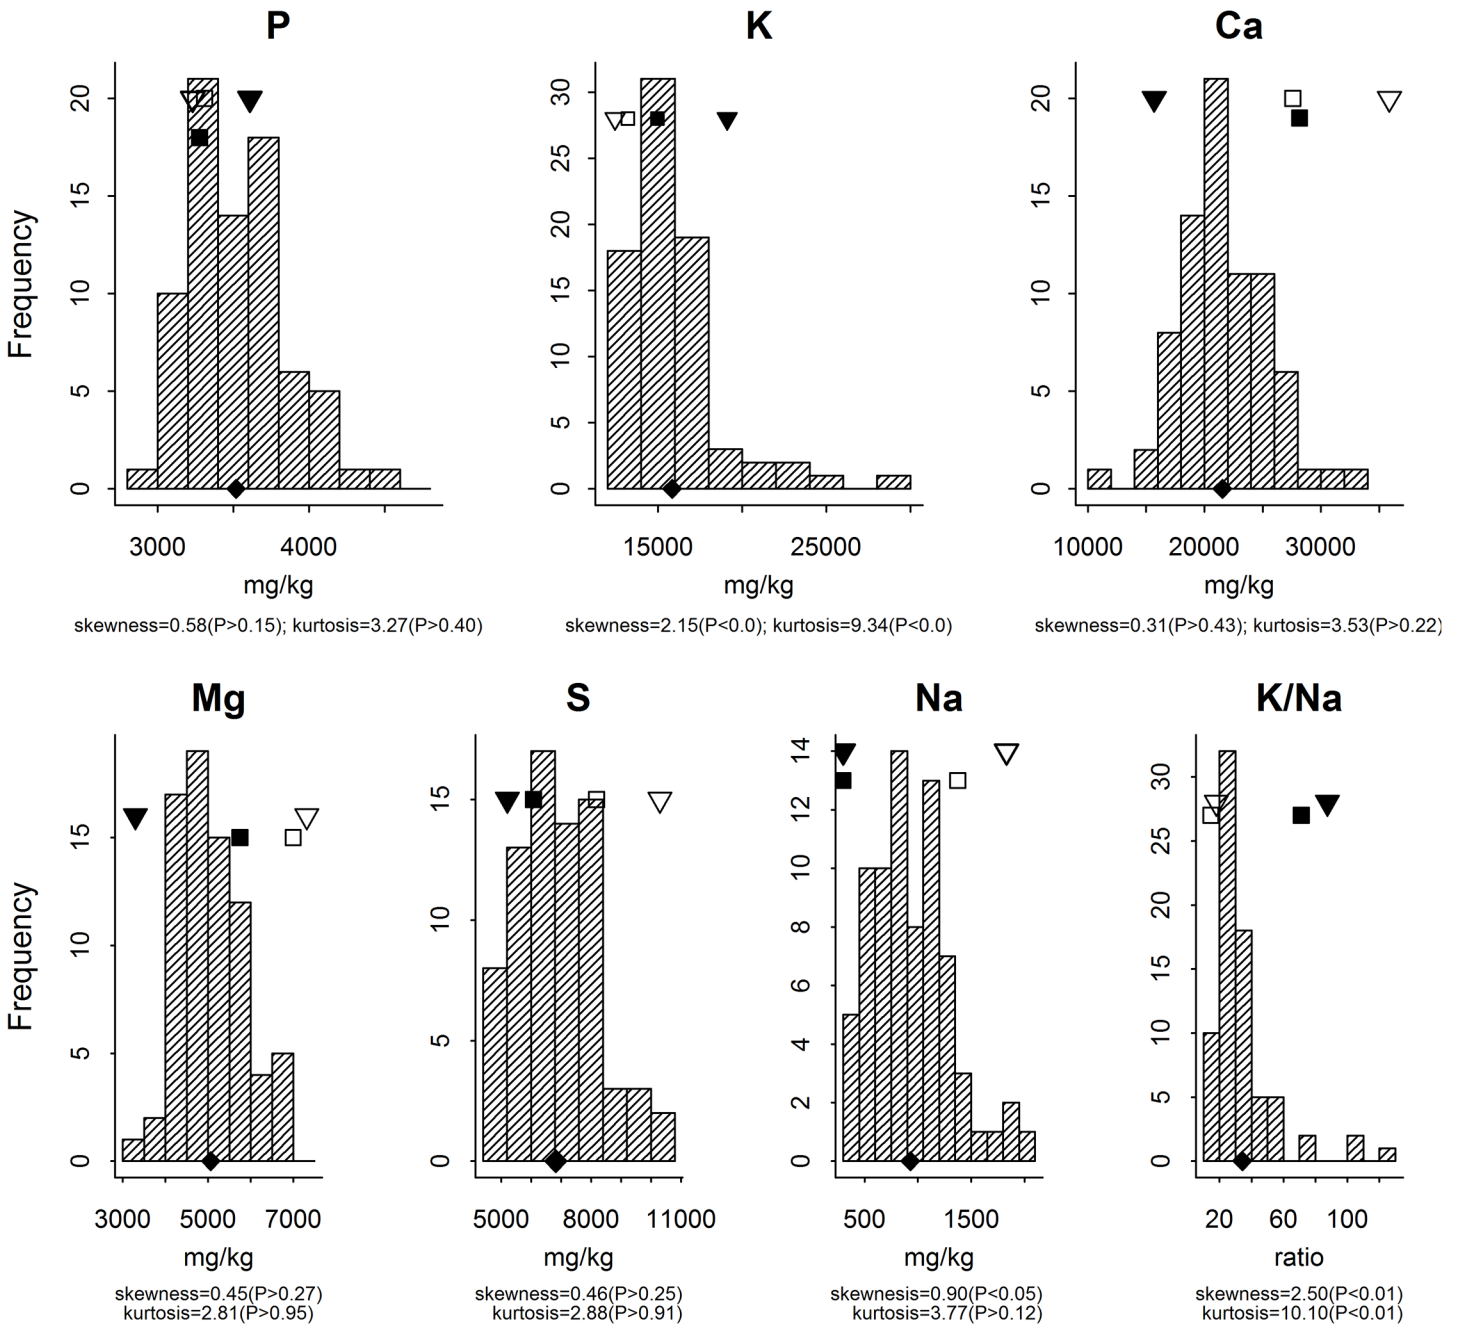 P
K
Ca
Frequency
0 5 10 15 20
3000 4000
mg/kg
skewness=0.58(P>0.15); kurtosis=3.27(P>0.40)
0 5 10 15 20 25 30
15000 25000
mg/kg
skewness=2.15(P<0.0); kurtosis=9.34(P<0.0)
0 5 10 15 20
10000 20000 30000
mg/kg
skewness=0.31(P>0.43); kurtosis=3.53(P>0.22)
Mg
S
Na
K/Na
Frequency
0 5 10 15
3000 5000 7000
mg/kg
skewness=0.45(P>0.27)
kurtosis=2.81(P>0.95)
0 5 10 15
5000 8000 11000
mg/kg
skewness=0.46(P>0.25)
kurtosis=2.88(P>0.91)
0 2 4 6 8 10 12 14
500 1500
mg/kg
skewnesis=0.90(P<0.05)
kurtosis=3.77(P>0.12)
0 5 10 15 20 25 30
20 60 100
ratio
skewness=2.50(P<0.01)
kurtosis=10.10(P<0.01)